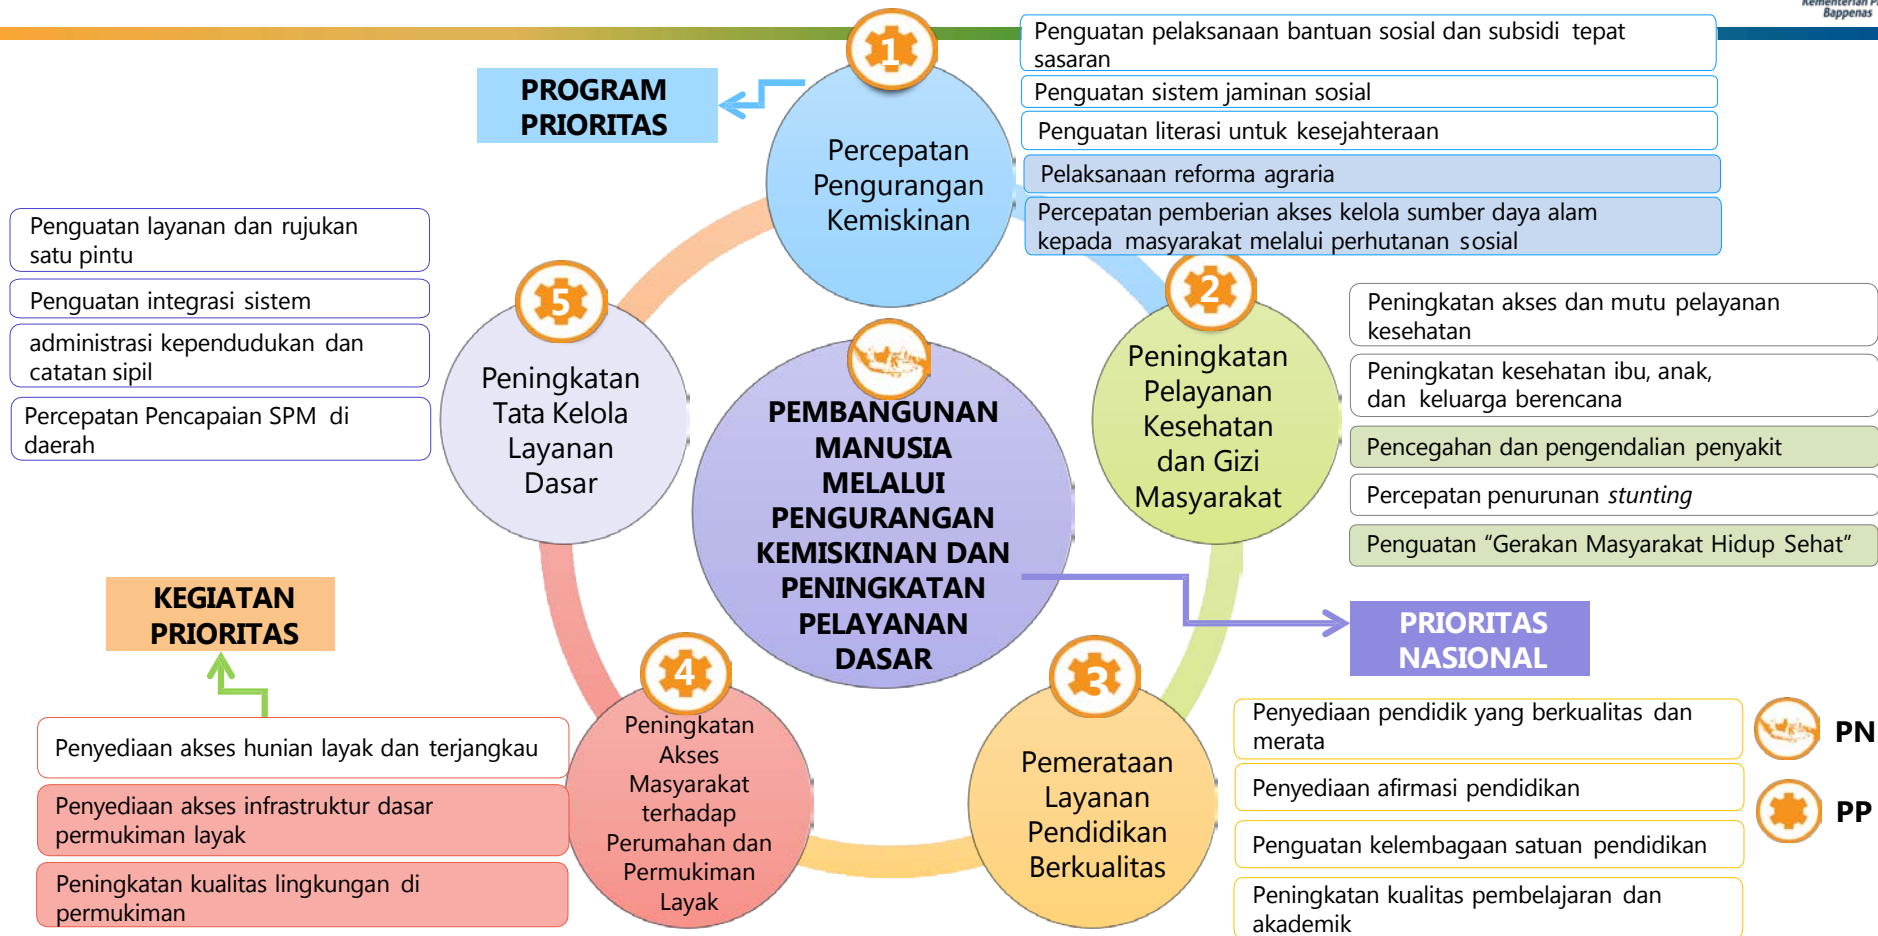 Kementerian
Bappenas
1
Penguatan pelaksanaan bantuan sosial dan subsidi tepat
sasaran
Penguatan sistem jaminan sosial
Penguatan literasi untuk kesejahteraan
Pelaksanaan reforma agraria
Percepatan pemberian akses kelola sumber daya alam
kepada masyarakat melalui perhutanan sosial
PROGRAM
PRIORITAS
Percepatan
Pengurangan
Kemiskinan
Penguatan layanan dan rujukan
satu pintu
Penguatan integrasi sistem
administrasi kependudukan dan
catatan sipil
Percepatan Pencapaian SPM di
daerah
5
Peningkatan
Tata Kelola
Layanan
Dasar
PEMBANGUNAN
MANUSIA
MELALUI
PENGURANGAN
KEMISKINAN DAN
PENINGKATAN
PELAYANAN
DASAR
2
Peningkatan
Pelayanan
Kesehatan
dan Gizi
Masyarakat
Peningkatan akses dan mutu pelayanan
kesehatan
Peningkatan kesehatan ibu, anak,
dan keluarga berencana
Pencegahan dan pengendalian penyakit
Percepatan penurunan stunting
Penguatan “Gerakan Masyarakat Hidup Sehat”
KEGIATAN
PRIORITAS
PRIORITAS
NASIONAL
Penyediaan akses hunian layak dan terjangkau
Penyediaan akses infrastruktur dasar
permukiman layak
Peningkatan kualitas lingkungan di
permukiman
4
Peningkatan
Akses
Masyarakat
terhadap
Perumahan dan
Permukiman
Layak
3
Pemerataan
Layanan
Pendidikan
Berkualitas
Penyediaan pendidik yang berkualitas dan
merata
Penyediaan afirmasi pendidikan
Penguatan kelembagaan satuan pendidikan
Peningkatan kualitas pembelajaran dan
akademik
PN
PP